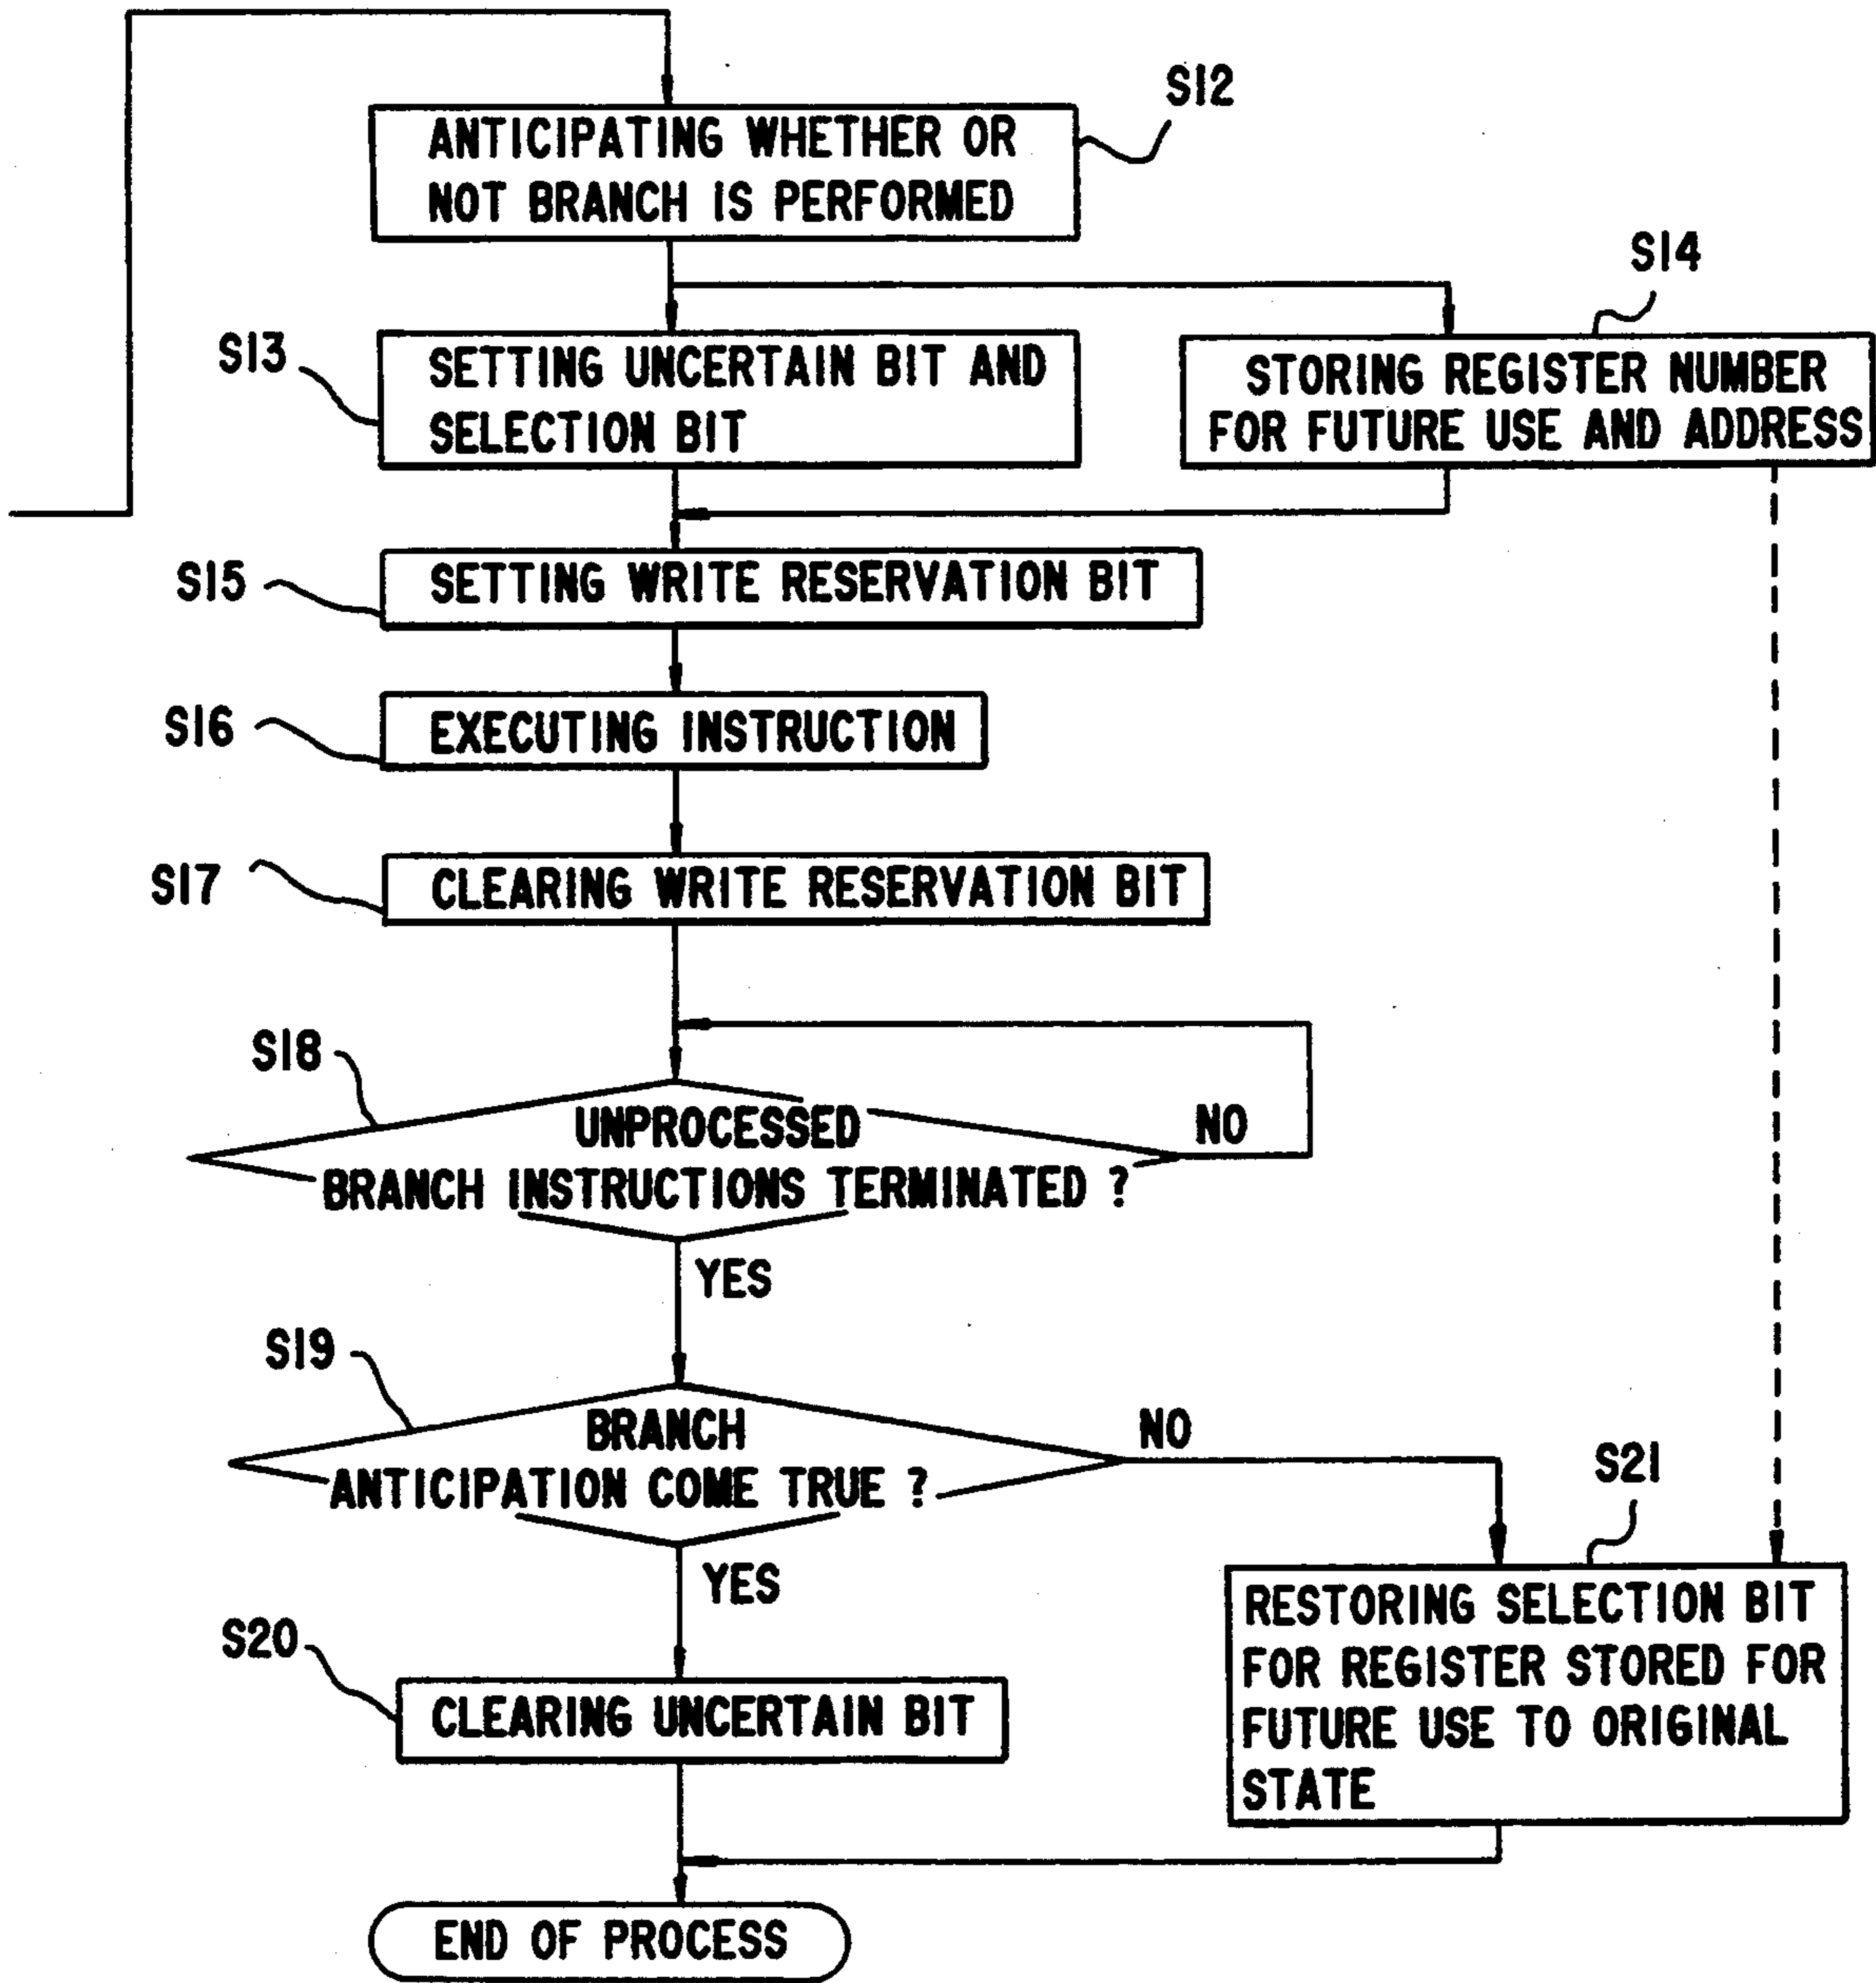 S12
ANTICIPATING WHETHER OR
NOT BRANCH IS PERFORMED
S14
S13
SETTING UNCERTAIN BIT AND
SELECTION BIT
STORING REGISTER NUMBER
FOR FUTURE USE AND ADDRESS
S15
SETTING WRITE RESERVATION BIT
S16
EXECUTING INSTRUCTION
S17
CLEARING WRITE RESERVATION BIT
S18
UNPROCESSED
BRANCH INSTRUCTIONS TERMINATED ?
NO
YES
S19
BRANCH
ANTICIPATION COME TRUE ?
NO
S21
YES
RESTORING SELECTION BIT
FOR REGISTER STORED FOR
FUTURE USE TO ORIGINAL
STATE
S20
CLEARING UNCERTAIN BIT
END OF PROCESS